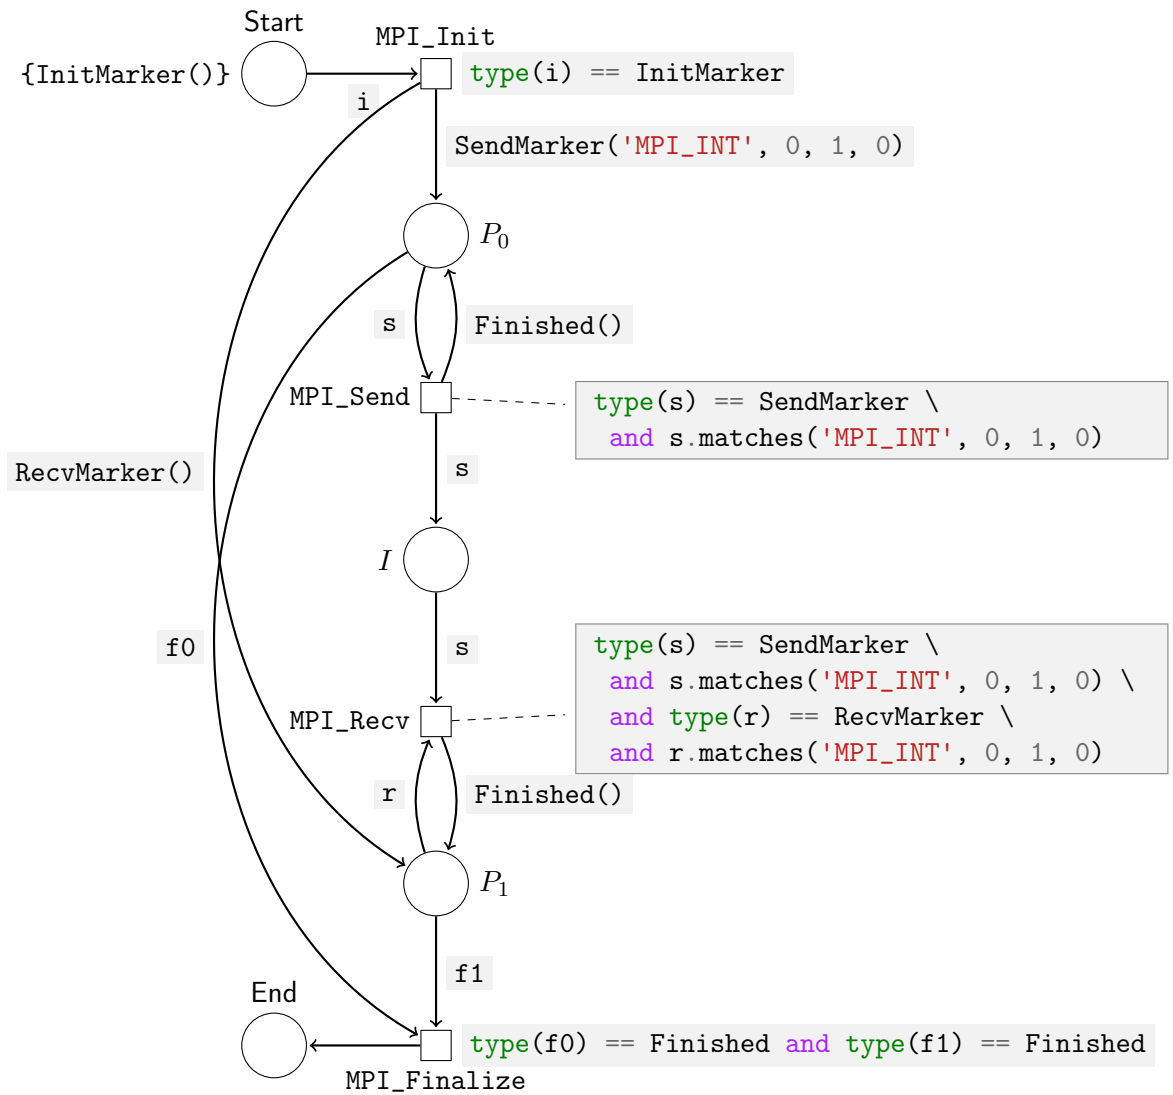 Start
MPI_Init
{InitMarker()}
type(i) == InitMarker
i
SendMarker('MPI_INT', 0, 1, 0)
P0
s
Finished()
MPI_Send
type(s) == SendMarker \
and s.matches('MPI_INT', 0, 1, 0)
RecvMarker()
s
I
f0
s
type(s) == SendMarker \
and s.matches('MPI_INT', 0, 1, 0) \
and type(r) == RecvMarker \
and r.matches('MPI_INT', 0, 1, 0)
MPI_Recv
r
Finished()
P1
f1
End
type(f0) == Finished and type(f1) == Finished
MPI_Finalize